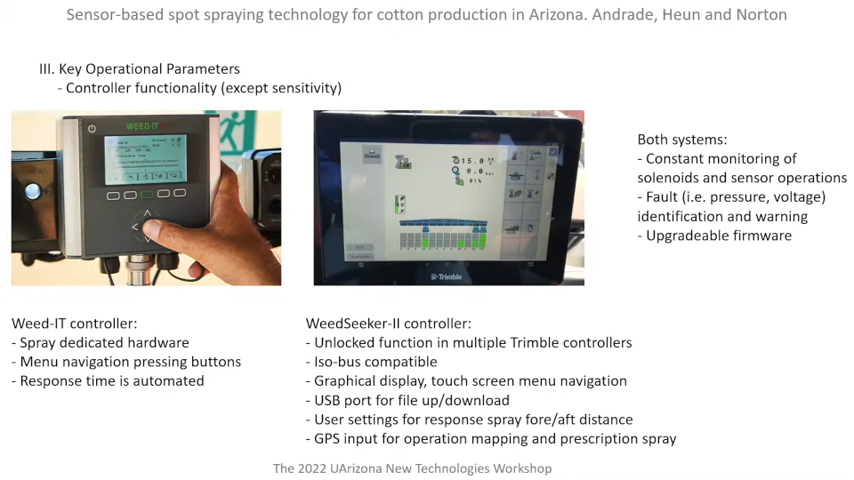 Sensor-based spot spraying technology for cotton production in Arizona. Andrade, Heun and Norton
III. Key Operational Parameters
- Controller functionality (except sensitivity)
WEED-IT
15.0
0.0
81%
Trimble
Both systems:
- Constant monitoring of
solenoids and sensor operations
- Fault (i.e. pressure, voltage)
identification and warning
- Upgradeable firmware
Weed-IT controller:
- Spray dedicated hardware
- Menu navigation pressing buttons
- Response time is automated
WeedSeeker-II controller:
- Unlocked function in multiple Trimble controllers
- Iso-bus compatible
- Graphical display, touch screen menu navigation
- USB port for file up/download
- User settings for response spray fore/aft distance
- GPS input for operation mapping and prescription spray
The 2022 UArizona New Technologies Workshop